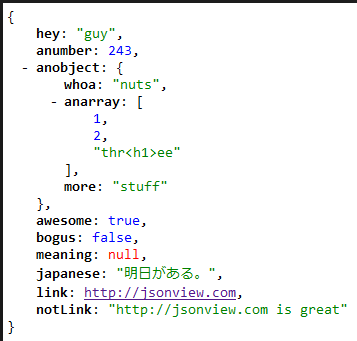 {
hey: "guy",
anumber: 243,
- anobject: {
whoa: "nuts",
- anarray: [
1,
2,
"thr<h1>ee"
],
more: "stuff"
},
awesome: true,
bogus: false,
meaning: null,
japanese: "明日がある。",
link: http://jsonview.com,
notLink: "http://jsonview.com is great"
}